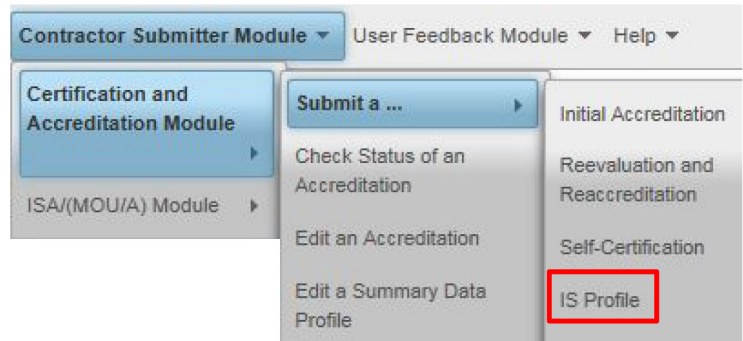 Contractor Submitter Module User Feedback Module Help
Certification and
Accreditation Module
ISA/(MOU/A) Module
Submit a ...
Check Status of an
Accreditation
Edit an Accreditation
Edit a Summary Data
Profile
Initial Accreditation
Reevaluation and
Reaccreditation
Self-Certification
IS Profile